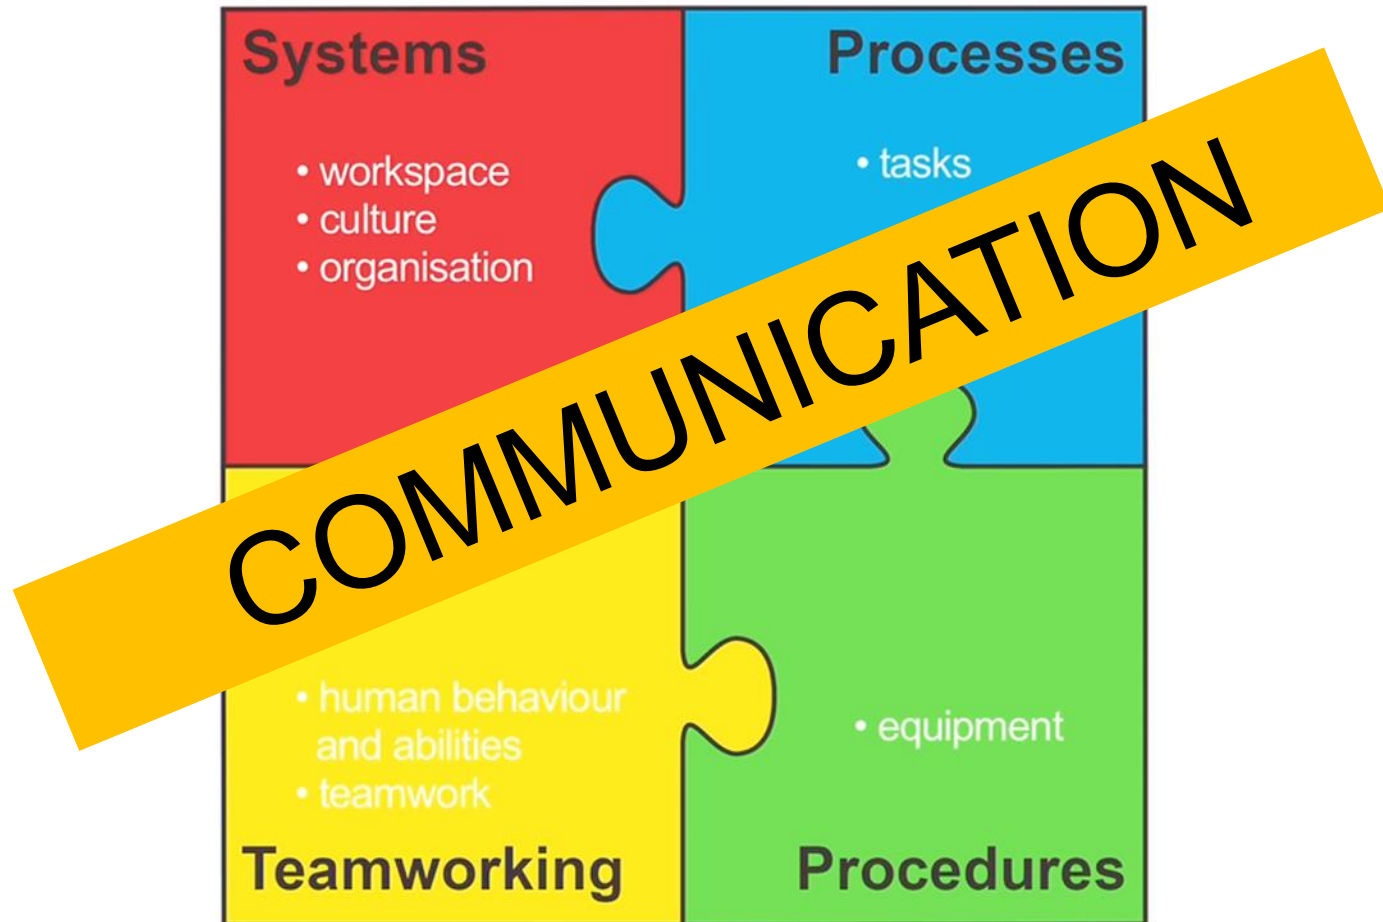 Systems
• workspace
• culture
• organisation
Processes
• tasks
COMMUNICATION
• human behaviour
and abilities
• teamwork
Teamworking
• equipment
Procedures